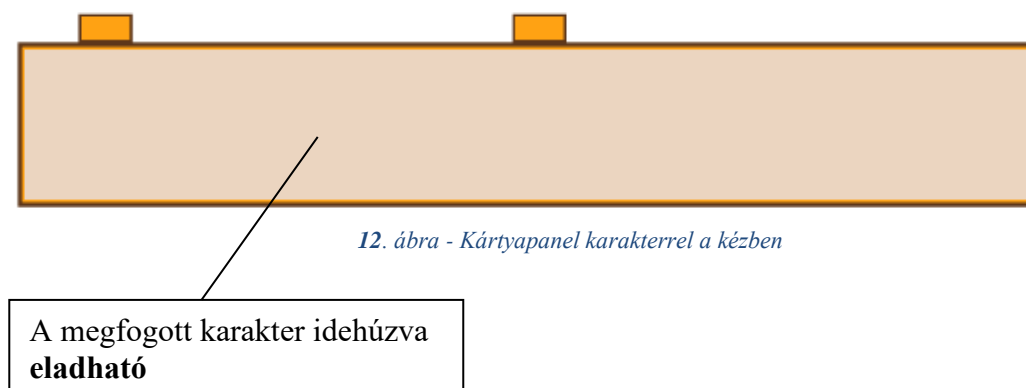 12. ábra - Kártyapanel karakterrel a kézben
A megfogott karakter idehúzva
eladható